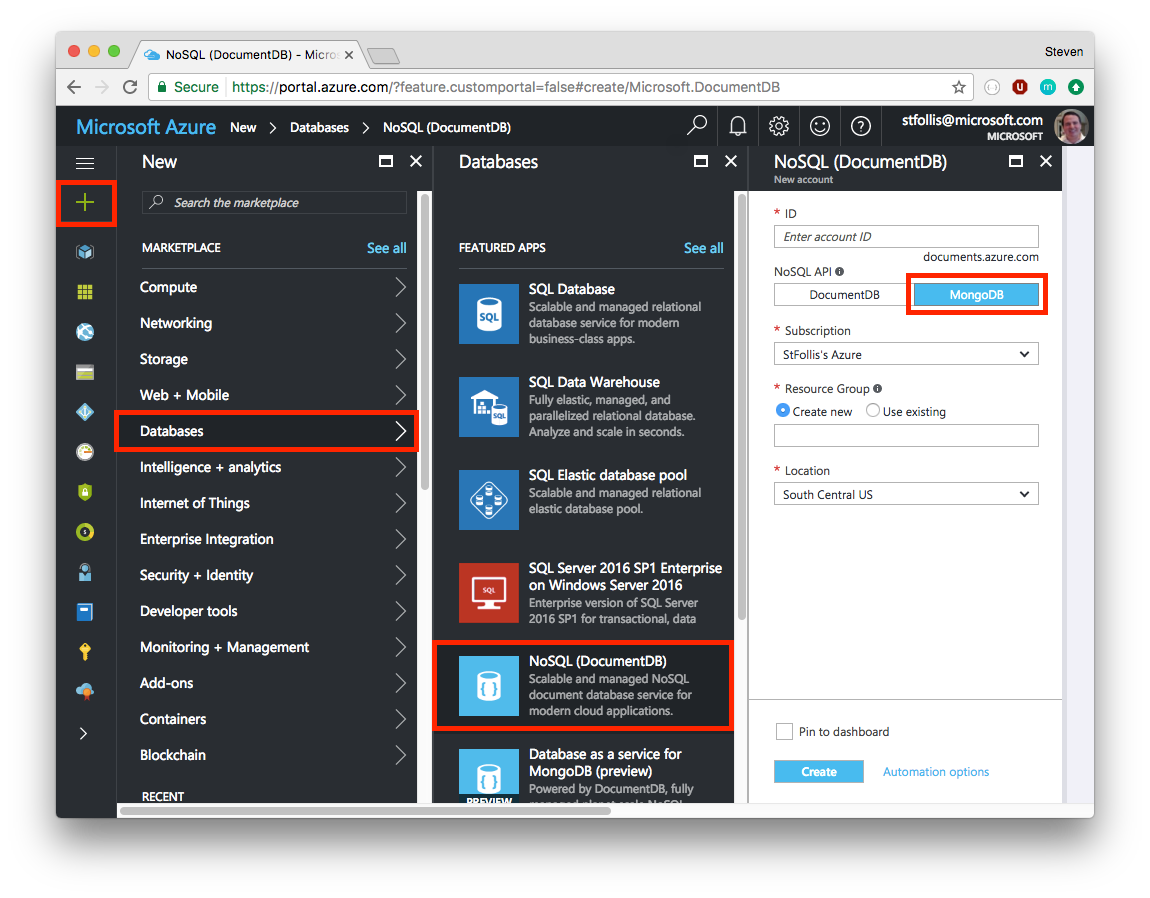 NoSQL (DocumentDB) - Micros
Steven
Secure
https://portal.azure.com/?feature.customportal=false#create/Microsoft.DocumentDB
Microsoft Azure New > Databases > NoSQL (DocumentDB)
stfollis@microsoft.com
MICROSOFT
New
Search the marketplace
MARKETPLACE
See all
Compute
Networking
Storage
Web + Mobile
Databases
Intelligence + analytics
Internet of Things
Enterprise Integration
Security + Identity
Developer tools
Monitoring + Management
Add-ons
Containers
Blockchain
RECENT
Databases
FEATURED APPS
See all
SQL
SQL Database
Scalable and managed relational
database service for modern
business-class apps.
SQL
SQL Data Warehouse
Fully elastic, managed, and
parallelized relational database.
Analyze and scale in seconds.
SQL Elastic database pool
Scalable and managed relational
elastic database pool.
SQL
SQL Server 2016 SP1 Enterprise
on Windows Server 2016
Enterprise version of SQL Server
2016 SP1 for transactional, data
NoSQL (DocumentDB)
Scalable and managed NoSQL
document database service for
modern cloud applications.
Database as a service for
MongoDB (preview)
Powered by DocumentDB, fully
managed planet scale NoSQL
PREVIEW
NoSQL (DocumentDB)
New account
* ID
Enter account ID
documents.azure.com
NoSQL API
DocumentDB
MongoDB
* Subscription
StFollis's Azure
* Resource Group
Create new
Use existing
* Location
South Central US
Pin to dashboard
Create
Automation options